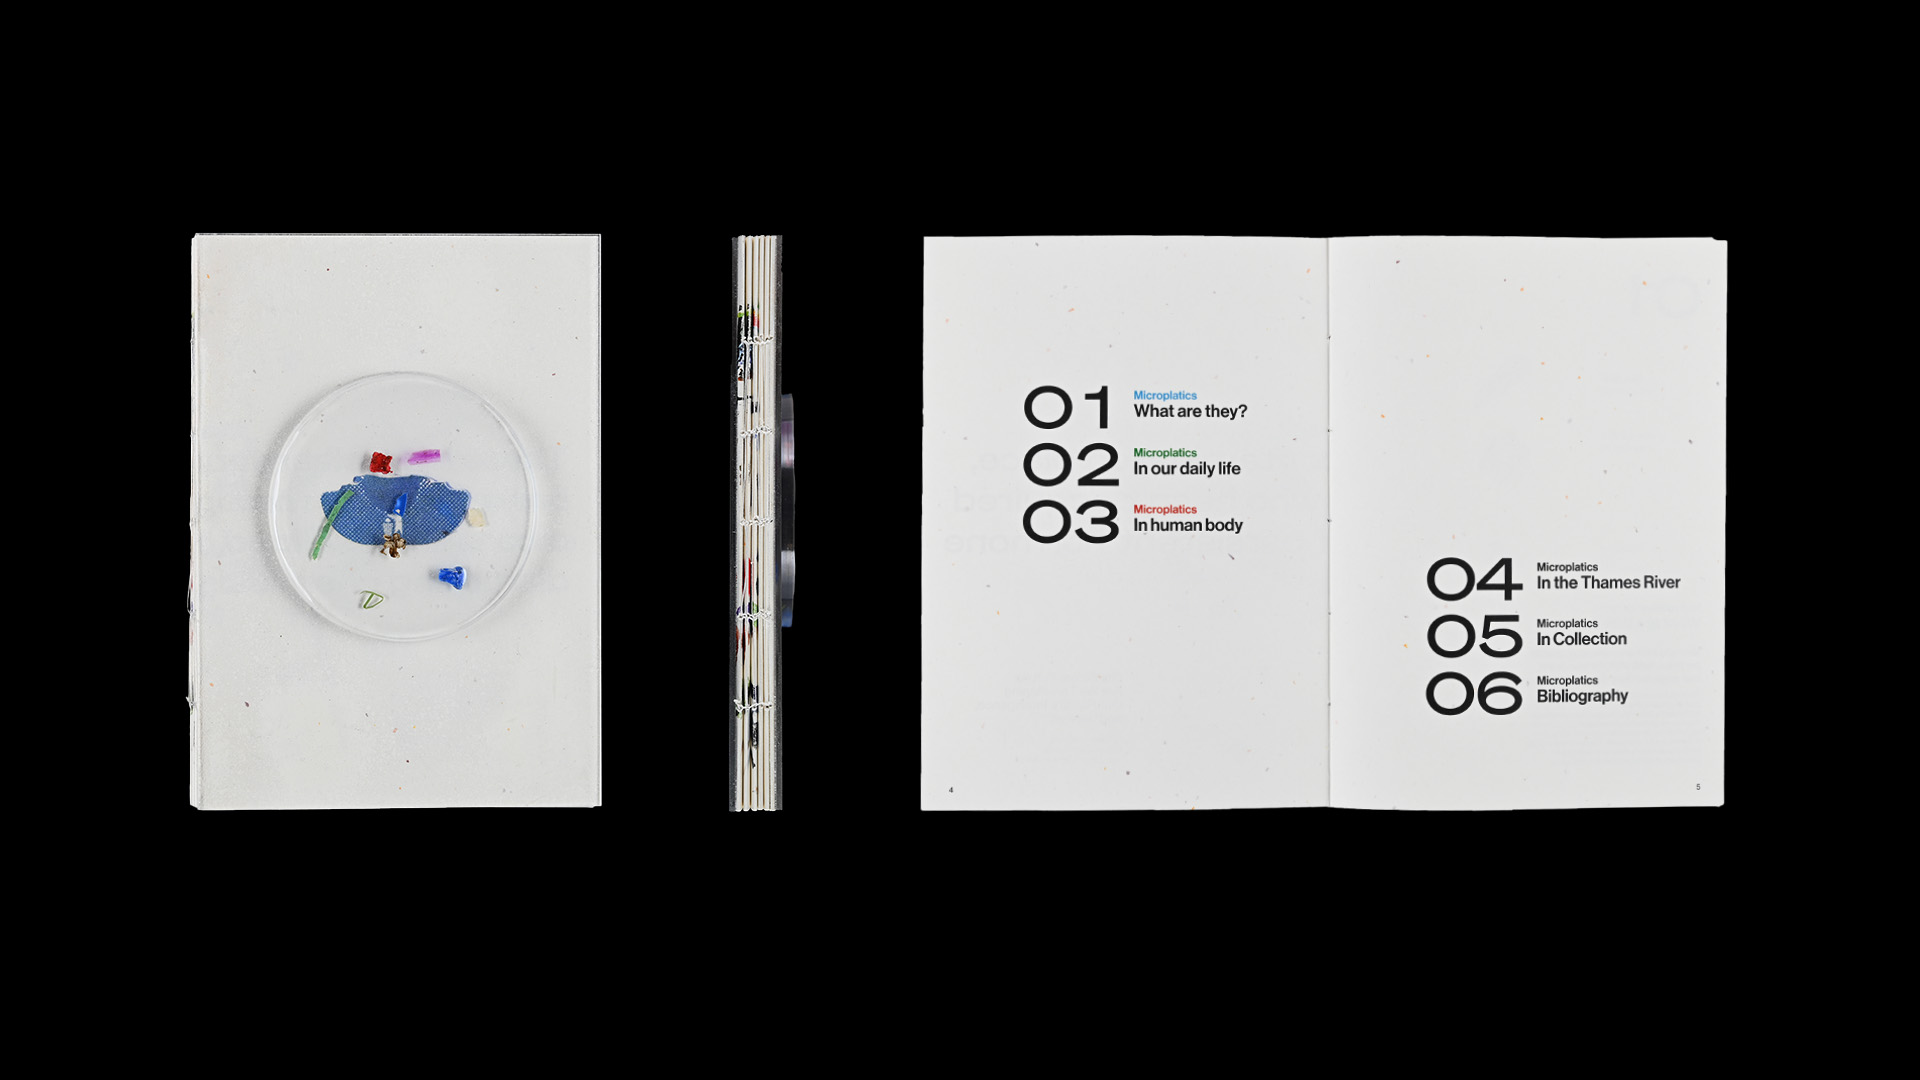 01
Microplatics
What are they?
02
Microplatics
In our daily life
03
Microplatics
In human body
4
04
Microplatics
In the Thames River
05
Microplatics
In Collection
06
Microplatics
Bibliography
5